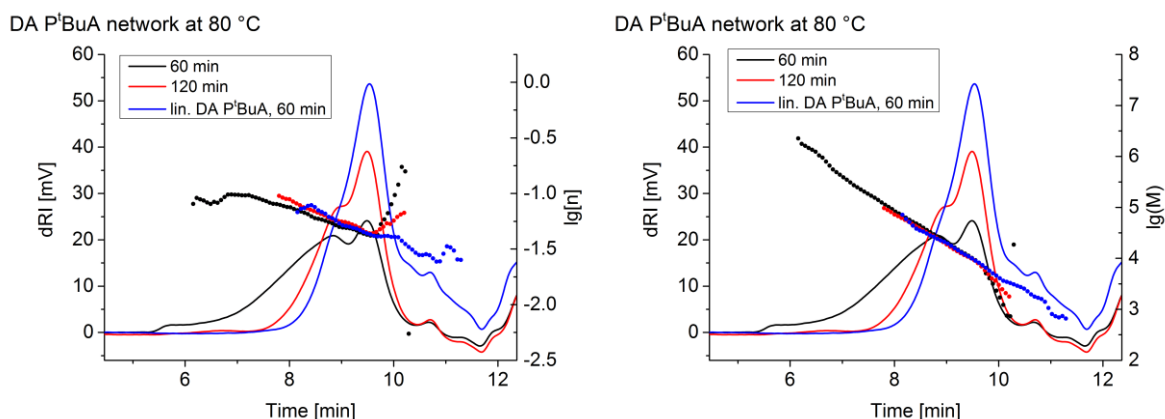 DA PᵗBuA network at 80 °C
60
50
40
30
20
10
0
dRI [mV]
60 min
120 min
lin. DA PᵗBuA, 60 min
0.0
-0.5
-1.0
-1.5
-2.0
-2.5
lg[n]
6
8
10
12
Time [min]
DA PᵗBuA network at 80 °C
60
50
40
30
20
10
0
dRI [mV]
60 min
120 min
lin. DA PᵗBuA, 60 min
8
7
6
5
4
3
2
lg(M)
6
8
10
12
Time [min]